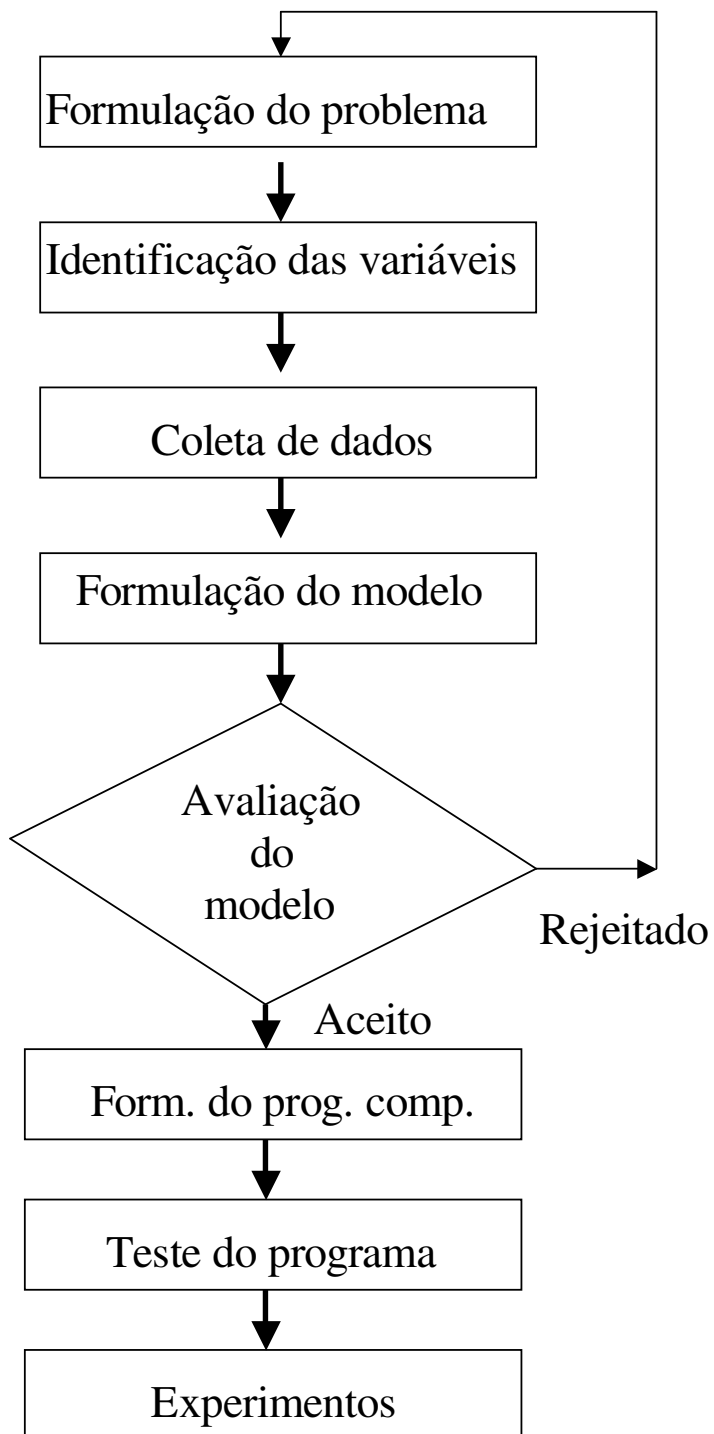 Formulação do problema
Identificação das variáveis
Coleta de dados
Formulação do modelo
Avaliação
do
modelo
Rejeitado
Aceito
Form. do prog. comp.
Teste do programa
Experimentos